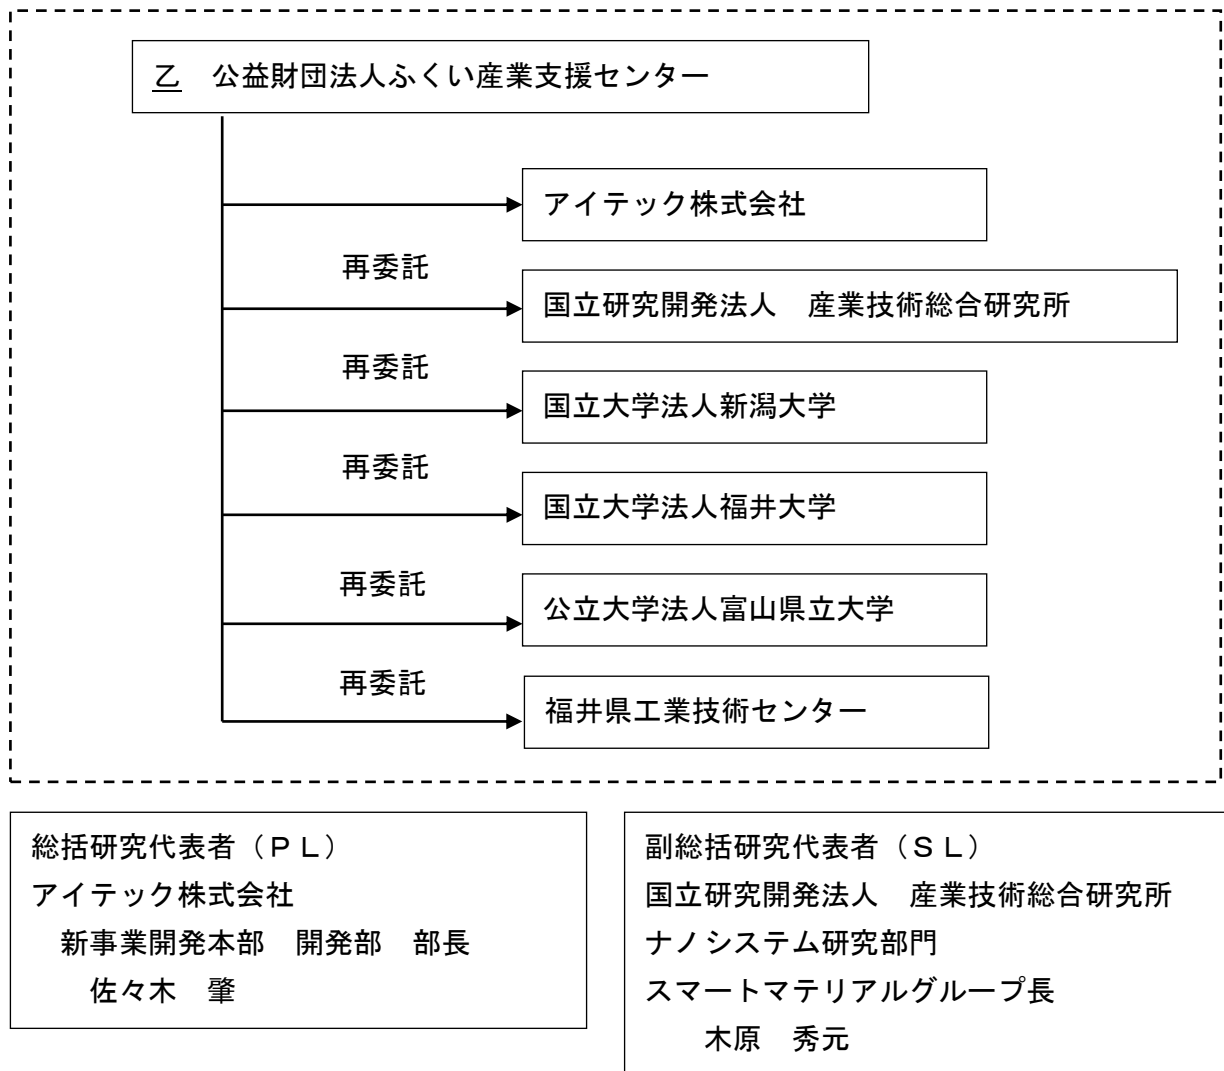 乙　公益財団法人ふくい産業支援センター
アイテック株式会社
再委託
国立研究開発法人　産業技術総合研究所
再委託
国立大学法人新潟大学
再委託
国立大学法人福井大学
再委託
公立大学法人富山県立大学
再委託
福井県工業技術センター
総括研究代表者（ＰＬ）
アイテック株式会社
新事業開発本部　開発部　部長
佐々木　肇
副総括研究代表者（ＳＬ）
国立研究開発法人　産業技術総合研究所
ナノシステム研究部門
スマートマテリアルグループ長
木原　秀元